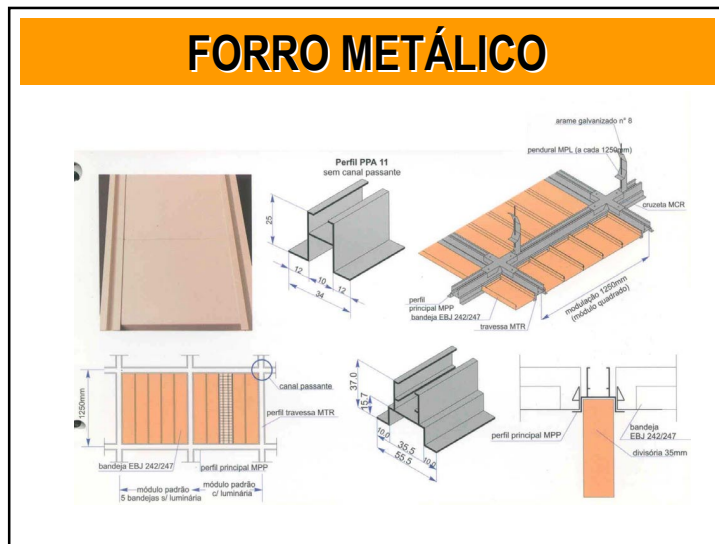 FORRO METÁLICO
arame galvanizado n° 8
pendural MPL (a cada 1250mm)
Perfil PPA 11
sem canal passante
cruzeta MCR
25
12
10
12
34
perfil
principal MPP
bandeja EBJ 242/247
travessa MTR
modulação 1250mm
(módulo quadrado)
1250mm
canal passante
perfil travessa MTR
bandeja EBJ 242/247
perfil principal MPP
módulo padrão
5 bandejas s/ luminária
módulo padrão
c/ luminária
37.0
15.7
10,0
35,5
10,0
55,5
perfil principal MPP
bandeja
EBJ 242/247
divisória 35mm